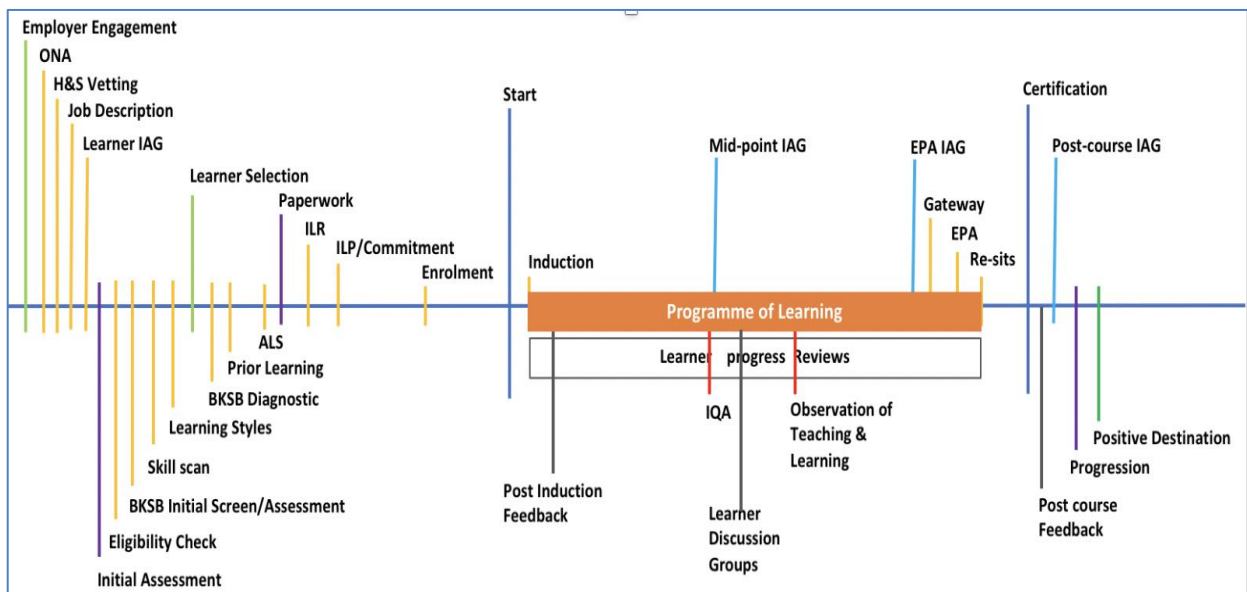 Employer Engagement
ONA
H&S Vetting
Job Description
Learner IAG
Learner Selection
Paperwork
ILR
ILP/Commitment
Enrolment
Start
Induction
Mid-point IAG
EPA IAG
Gateway
EPA
Re-sits
Certification
Post-course IAG
Programme of Learning
Learner progress Reviews
ALS
Prior Learning
BKSB Diagnostic
Learning Styles
Skill scan
BKSB Initial Screen/Assessment
Eligibility Check
Initial Assessment
Post Induction
Feedback
IQA
Learner
Discussion
Groups
Observation of
Teaching &
Learning
Positive Destination
Progression
Post course
Feedback